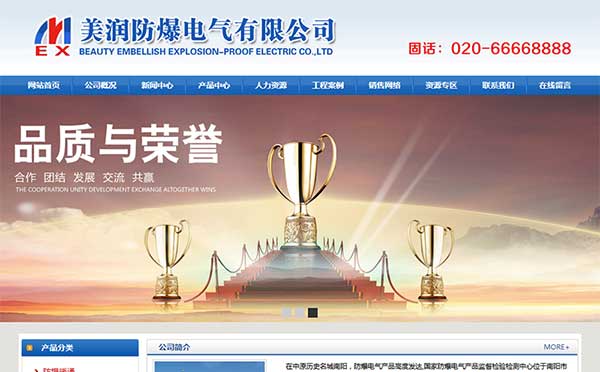 美润防爆电气有限公司
EX
BEAUTY EMBELLISH EXPLOSION-PROOF ELECTRIC CO.,LTD
固话：020-66668888
网站首页 公司概况 新闻中心 产品中心 人力资源 工程案例 销售网络 资源专区 联系我们 在线留言
品质与荣誉
合作 团结 发展 交流 共赢
THE COOPERATION UNITY DEVELOPMENT EXCHANGE ALTOGETHER WINS
产品分类
公司简介
MORE+
在中原历史名城南阳，防爆电气产品高度发达,国家防爆电气产品监督检验检测中心位于南阳市